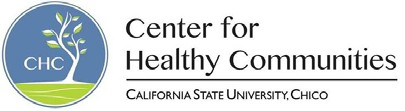 CHC
Center for
Healthy Communities
CALIFORNIA STATE UNIVERSITY, CHICO